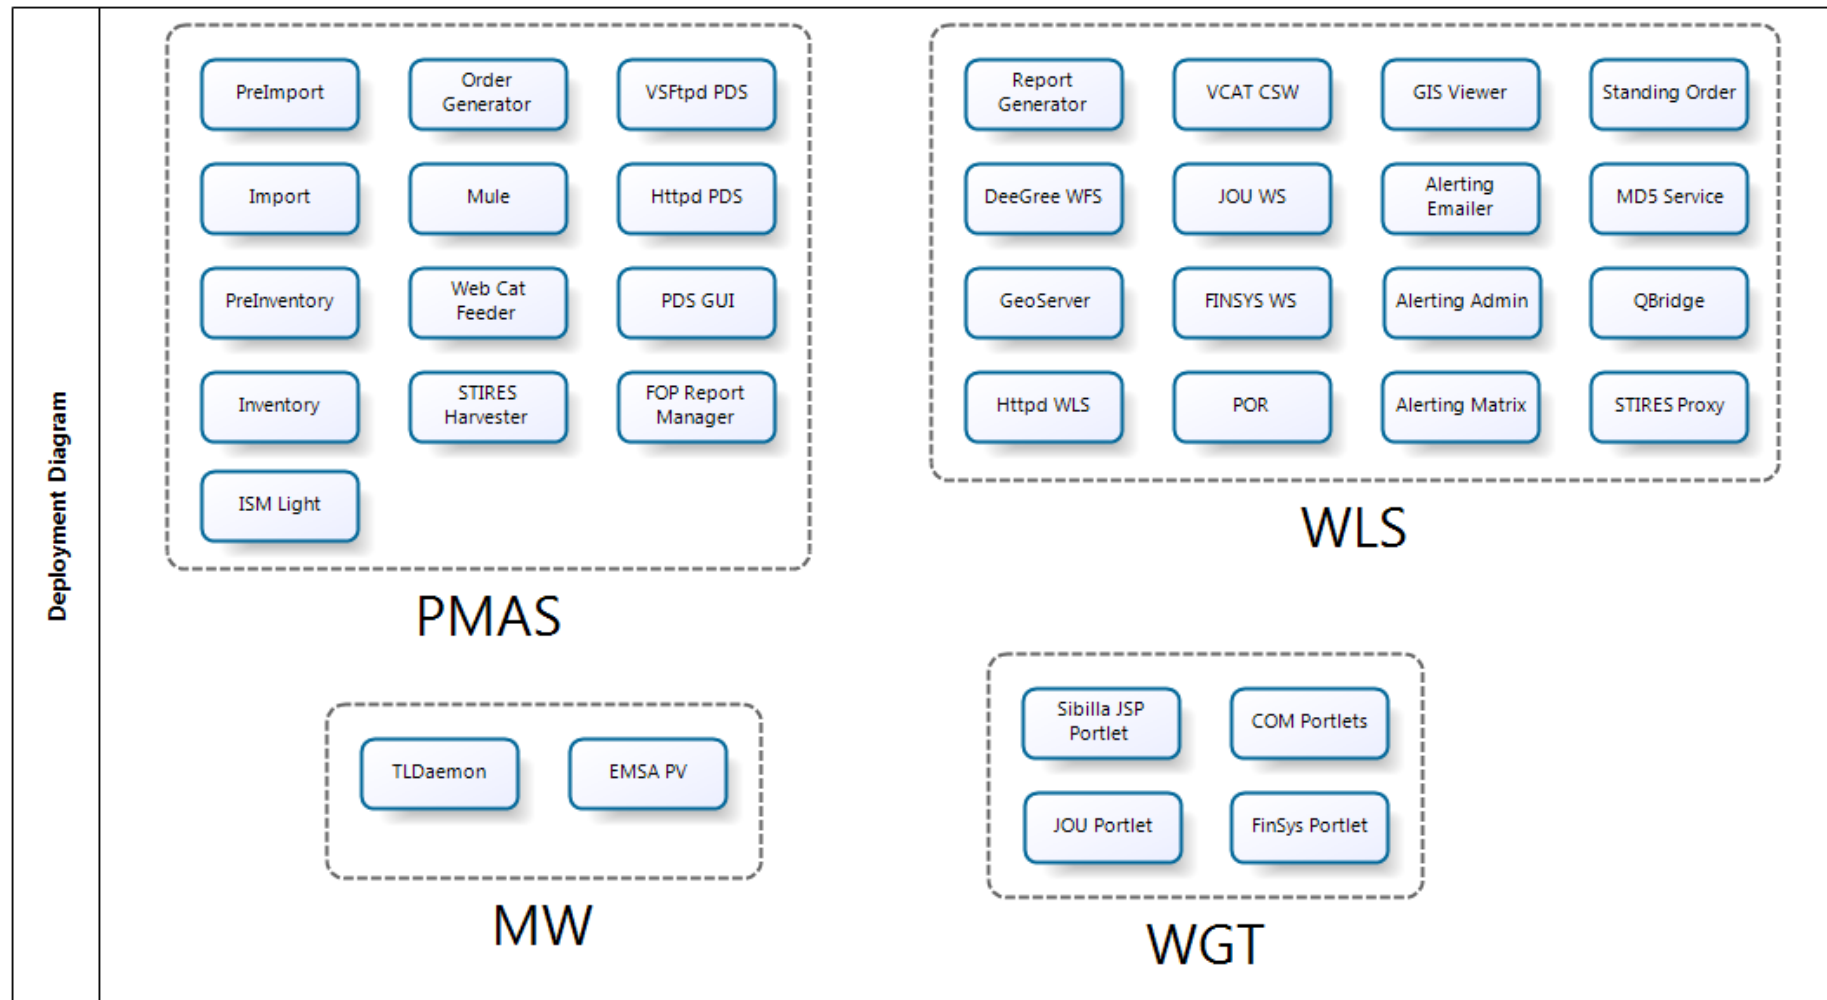 Deployment Diagram
PreImport
Order
Generator
VSFtpd PDS
Import
Mule
Httpd PDS
PreInventory
Web Cat
Feeder
PDS GUI
Inventory
STIRES
Harvester
FOP Report
Manager
ISM Light
PMAS
Report
Generator
VCAT CSW
GIS Viewer
Standing Order
DeeGree WFS
JOU WS
Alerting
Emailer
MD5 Service
GeoServer
FINSYS WS
Alerting Admin
QBridge
Httpd WLS
POR
Alerting Matrix
STIRES Proxy
WLS
TLDaemon
EMSA PV
MW
Sibilla JSP
Portlet
COM Portlets
JOU Portlet
FinSys Portlet
WGT